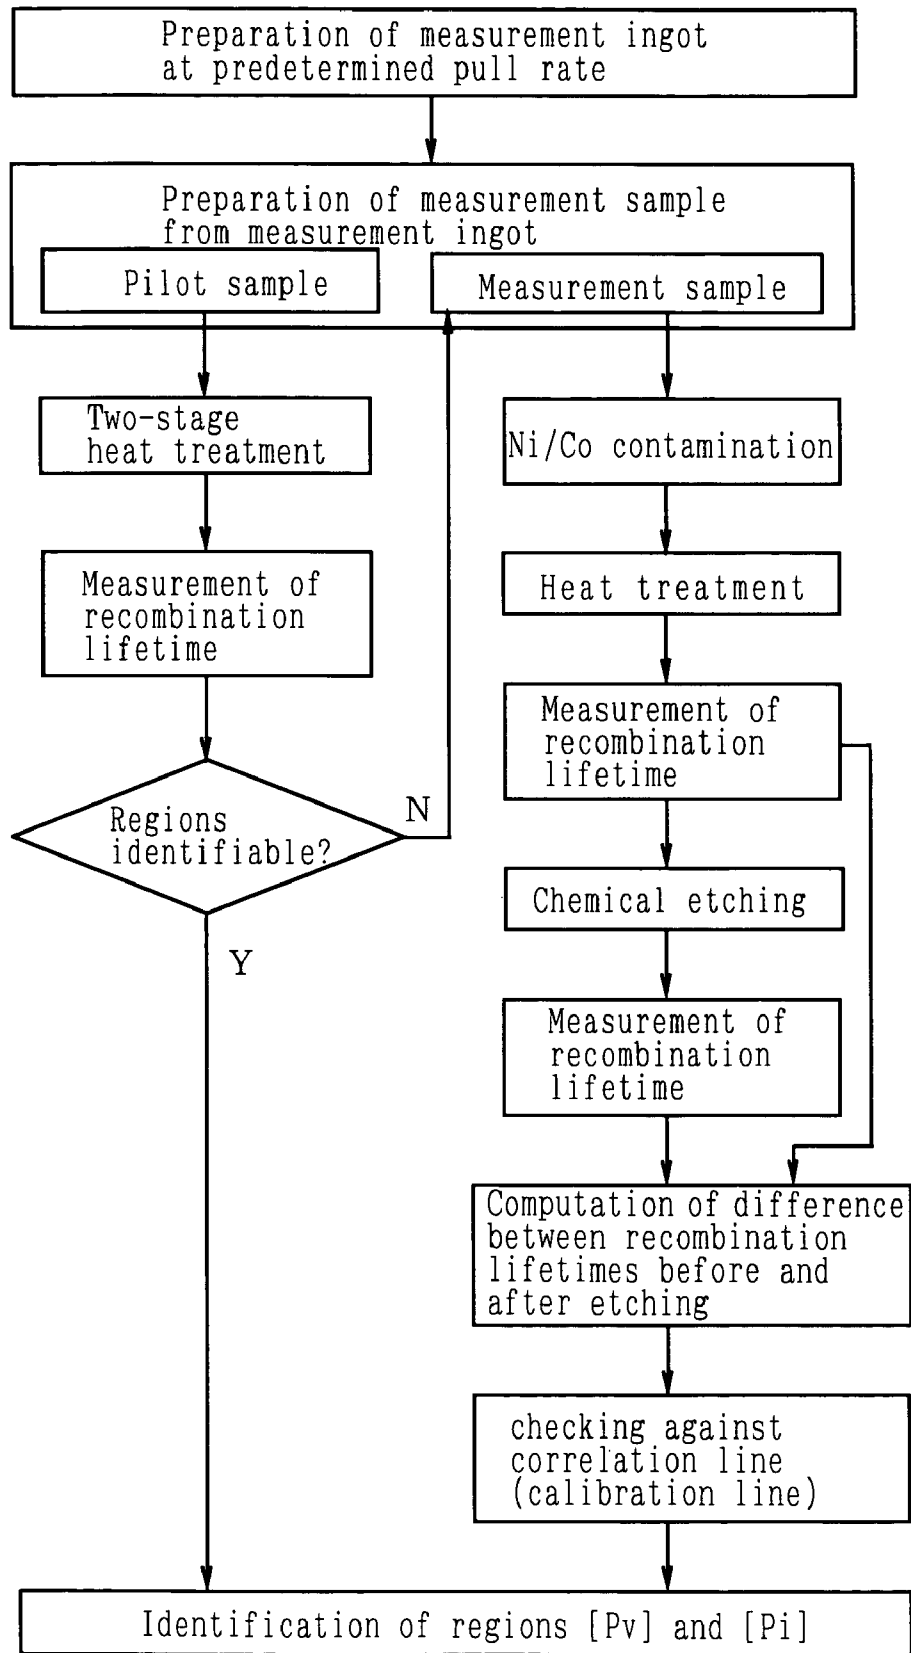 Preparation of measurement ingot
at predetermined pull rate
Preparation of measurement sample
from measurement ingot
Pilot sample
Measurement sample
Two-stage
heat treatment
Measurement of
recombination
lifetime
Regions
identifiable?
N
Y
Ni/Co contamination
Heat treatment
Measurement of
recombination
lifetime
Chemical etching
Measurement of
recombination
lifetime
Computation of difference
between recombination
lifetimes before and
after etching
checking against
correlation line
(calibration line)
Identification of regions [Pv] and [Pi]